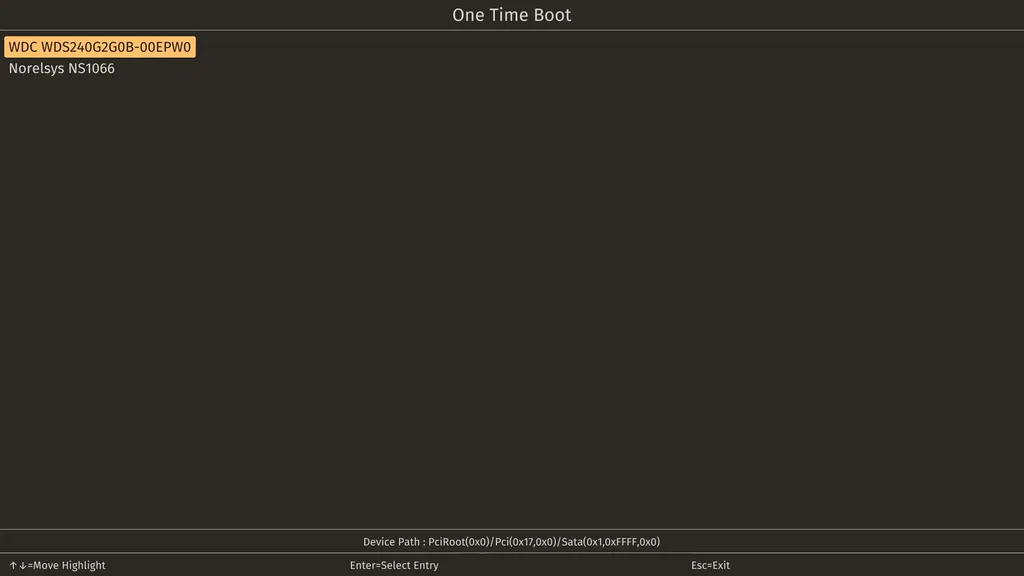 One Time Boot
WDC WDS240G2G0B-00EPW0
Norelsys NS1066
Device Path : PciRoot(0x0)/Pci(0x17,0x0)/Sata(0x1,0xFFFF,0x0)
↑↓=Move Highlight
Enter=Select Entry
Esc=Exit